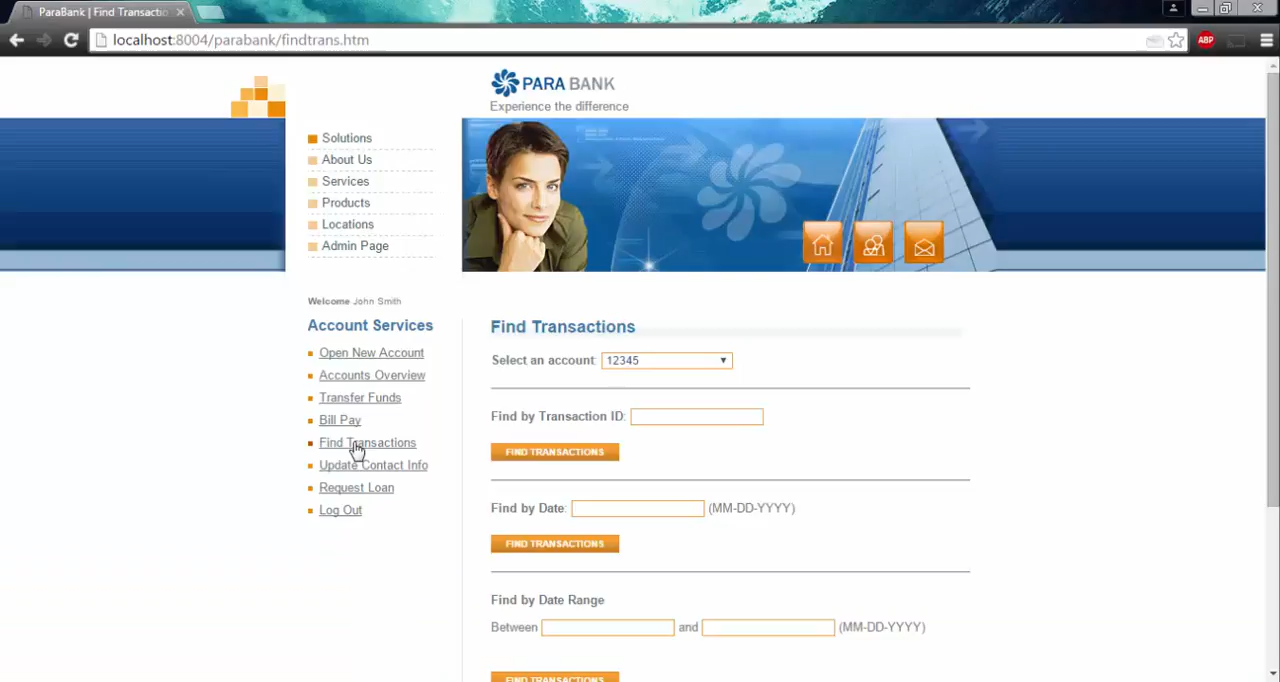 ParaBank | Find Transactio
localhost:8004/parabank/findtrans.htm
ABP
PARA BANK
Experience the difference
Solutions
About Us
Services
Products
Locations
Admin Page
Welcome John Smith
Account Services
Open New Account
Accounts Overview
Transfer Funds
Bill Pay
Find Transactions
Update Contact Info
Request Loan
Log Out
Find Transactions
Select an account: 12345
Find by Transaction ID:
FIND TRANSACTIONS
Find by Date: (MM-DD-YYYY)
FIND TRANSACTIONS
Find by Date Range
Between and (MM-DD-YYYY)
FIND TRANSACTIONS